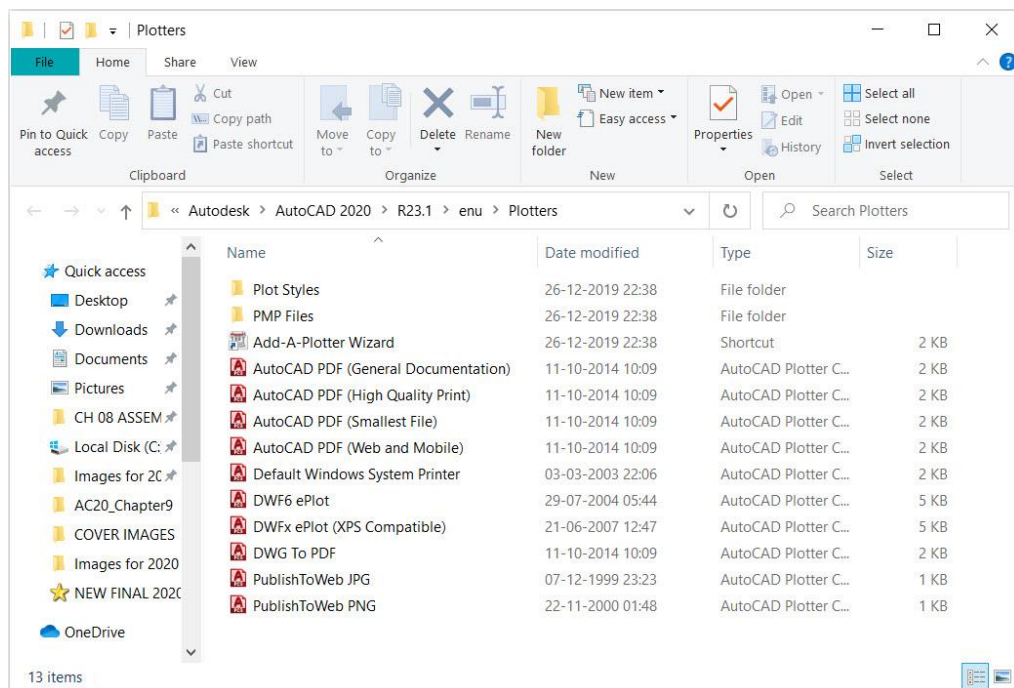 Plotters
File Home Share View
Pin to Quick access
Copy
Paste
Cut
Copy path
Paste shortcut
Clipboard
Move to
Copy to
Delete
Rename
Organize
New folder
New item
Easy access
New
Properties
Open
Edit
History
Open
Select all
Select none
Invert selection
Select
« Autodesk > AutoCAD 2020 > R23.1 > enu > Plotters
Search Plotters
Quick access
Desktop
Downloads
Documents
Pictures
CH 08 ASSEM
Local Disk (C:
Images for 20
AC20_Chapter9
COVER IMAGES
Images for 2020
NEW FINAL 2020
OneDrive
Name Date modified Type Size
Plot Styles 26-12-2019 22:38 File folder
PMP Files 26-12-2019 22:38 File folder
Add-A-Plotter Wizard 26-12-2019 22:38 Shortcut 2 KB
AutoCAD PDF (General Documentation) 11-10-2014 10:09 AutoCAD Plotter C... 2 KB
AutoCAD PDF (High Quality Print) 11-10-2014 10:09 AutoCAD Plotter C... 2 KB
AutoCAD PDF (Smallest File) 11-10-2014 10:09 AutoCAD Plotter C... 2 KB
AutoCAD PDF (Web and Mobile) 11-10-2014 10:09 AutoCAD Plotter C... 2 KB
Default Windows System Printer 03-03-2003 22:06 AutoCAD Plotter C... 2 KB
DWF6 ePlot 29-07-2004 05:44 AutoCAD Plotter C... 5 KB
DWFx ePlot (XPS Compatible) 21-06-2007 12:47 AutoCAD Plotter C... 5 KB
DWG To PDF 11-10-2014 10:09 AutoCAD Plotter C... 2 KB
PublishToWeb JPG 07-12-1999 23:23 AutoCAD Plotter C... 1 KB
PublishToWeb PNG 22-11-2000 01:48 AutoCAD Plotter C... 1 KB
13 items